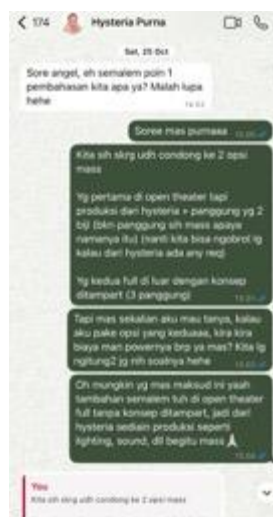 174
Hysteria Purna
Sat, 25 Oct
Sore angel, eh semalem poin 1
pembahasan kita apa ya? Malah lupa
hehe
Soree mas purnaaa
Kita sih skrg udh condong ke 2 opsi
masss
Yg pertama di open theater tapi
produksi dari hysteria + panggung yg 2
biji (bkn panggung sih mass apaya
namanya itu) (nanti kita bisa ngobrol lg
kalau dari hysteria ada any req)
Yg kedua full di luar dengan konsep
ditampart (3 panggung)
Tapi mas sekalian aku mau tanya, kalau
aku pake opsi yang keduaaa, kira kira
biaya man powernya brp ya mas? Kita lg
ngitung2 jg nih soalnya hehe
Oh mungkin yg mas maksud ini yaah
tambahan semalem tuh di open theater
full tanpa konsep ditampart, jadi dari
hysteria sediain produksi seperti
lighting, sound, dll begitu mass
You
Kita sih skrg udh condong ke 2 opsi masss